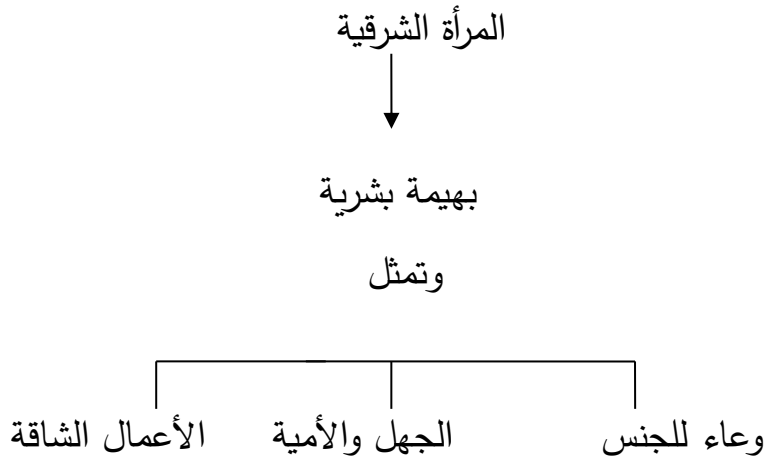 المرأة الشرقية
بهيمة بشرية
وتمثل
وعاء للجنس الجهل والأمية الأعمال الشاقة